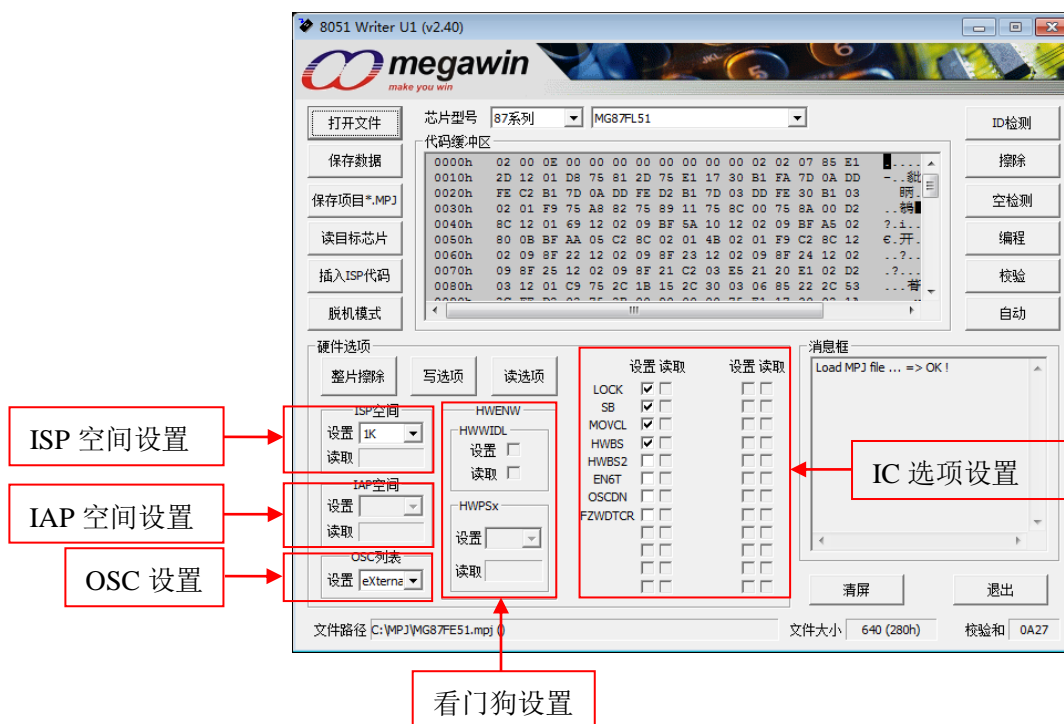 8051 Writer U1 (v2.40)
megawin
make you win
打开文件
保存数据
保存项目*.MPJ
读目标芯片
插入ISP代码
脱机模式
芯片型号 87系列 MG87FL51
代码缓冲区
0000h 02 00 0E 00 00 00 00 00 00 00 00 02 02 07 85 E1
0010h 2D 12 01 D8 75 81 2D 75 E1 17 30 B1 FA 7D 0A DD
0020h FE C2 B1 7D 0A DD FE D2 B1 7D 03 DD FE 30 B1 03
0030h 02 01 F9 75 A8 82 75 89 11 75 8C 00 75 8A 00 D2
0040h 8C 12 01 69 12 02 09 BF 5A 10 12 02 09 BF A5 02 ?.i..
0050h 80 0B BF AA 05 C2 8C 02 01 4B 02 01 F9 C2 8C 12 €.开.
0060h 02 09 8F 22 12 02 09 8F 23 12 02 09 8F 24 12 02 ..?..
0070h 09 8F 25 12 02 09 8F 21 C2 03 E5 21 20 E1 02 D2 .?...
0080h 03 12 01 C9 75 2C 1B 15 2C 30 03 06 85 22 2C 53
ID检测
擦除
空检测
编程
校验
自动
硬件选项
整片擦除 写选项 读选项
ISP空间
设置 1K
读取
IAP空间
设置
读取
OSC列表
设置 eXterna
HWENW
HWWIDL
设置
读取
HWPSx
设置
读取
设置 读取 设置 读取
LOCK
SB
MOVCL
HWBS
HWBS2
EN6T
OSCDN
FZWDTCR
消息框
Load MPJ file ... => OK !
清屏 退出
文件路径 C:\MPJ\MG87FE51.mpj () 文件大小 640 (280h) 校验和 0A27
ISP 空间设置
IAP 空间设置
OSC 设置
IC 选项设置
看门狗设置